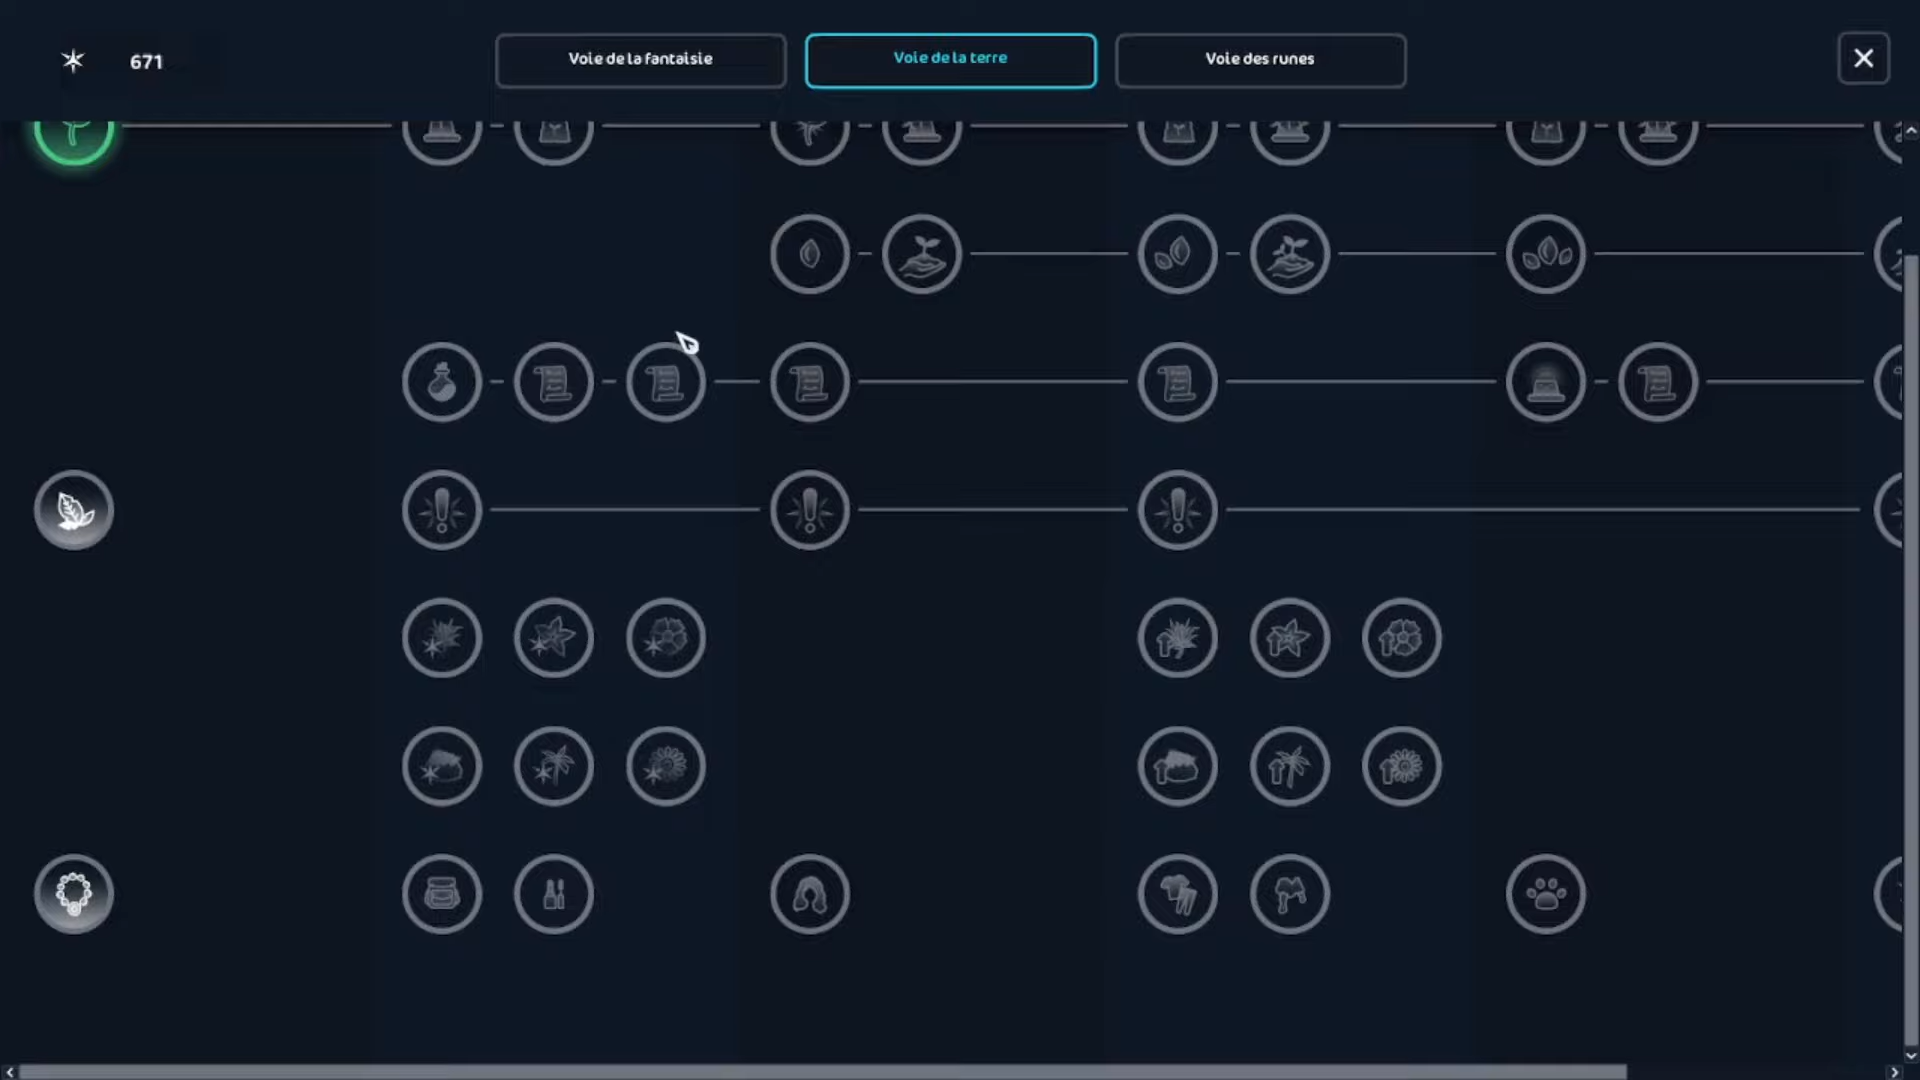 671
Voie de la fantaisie
Voie de la terre
Voie des runes